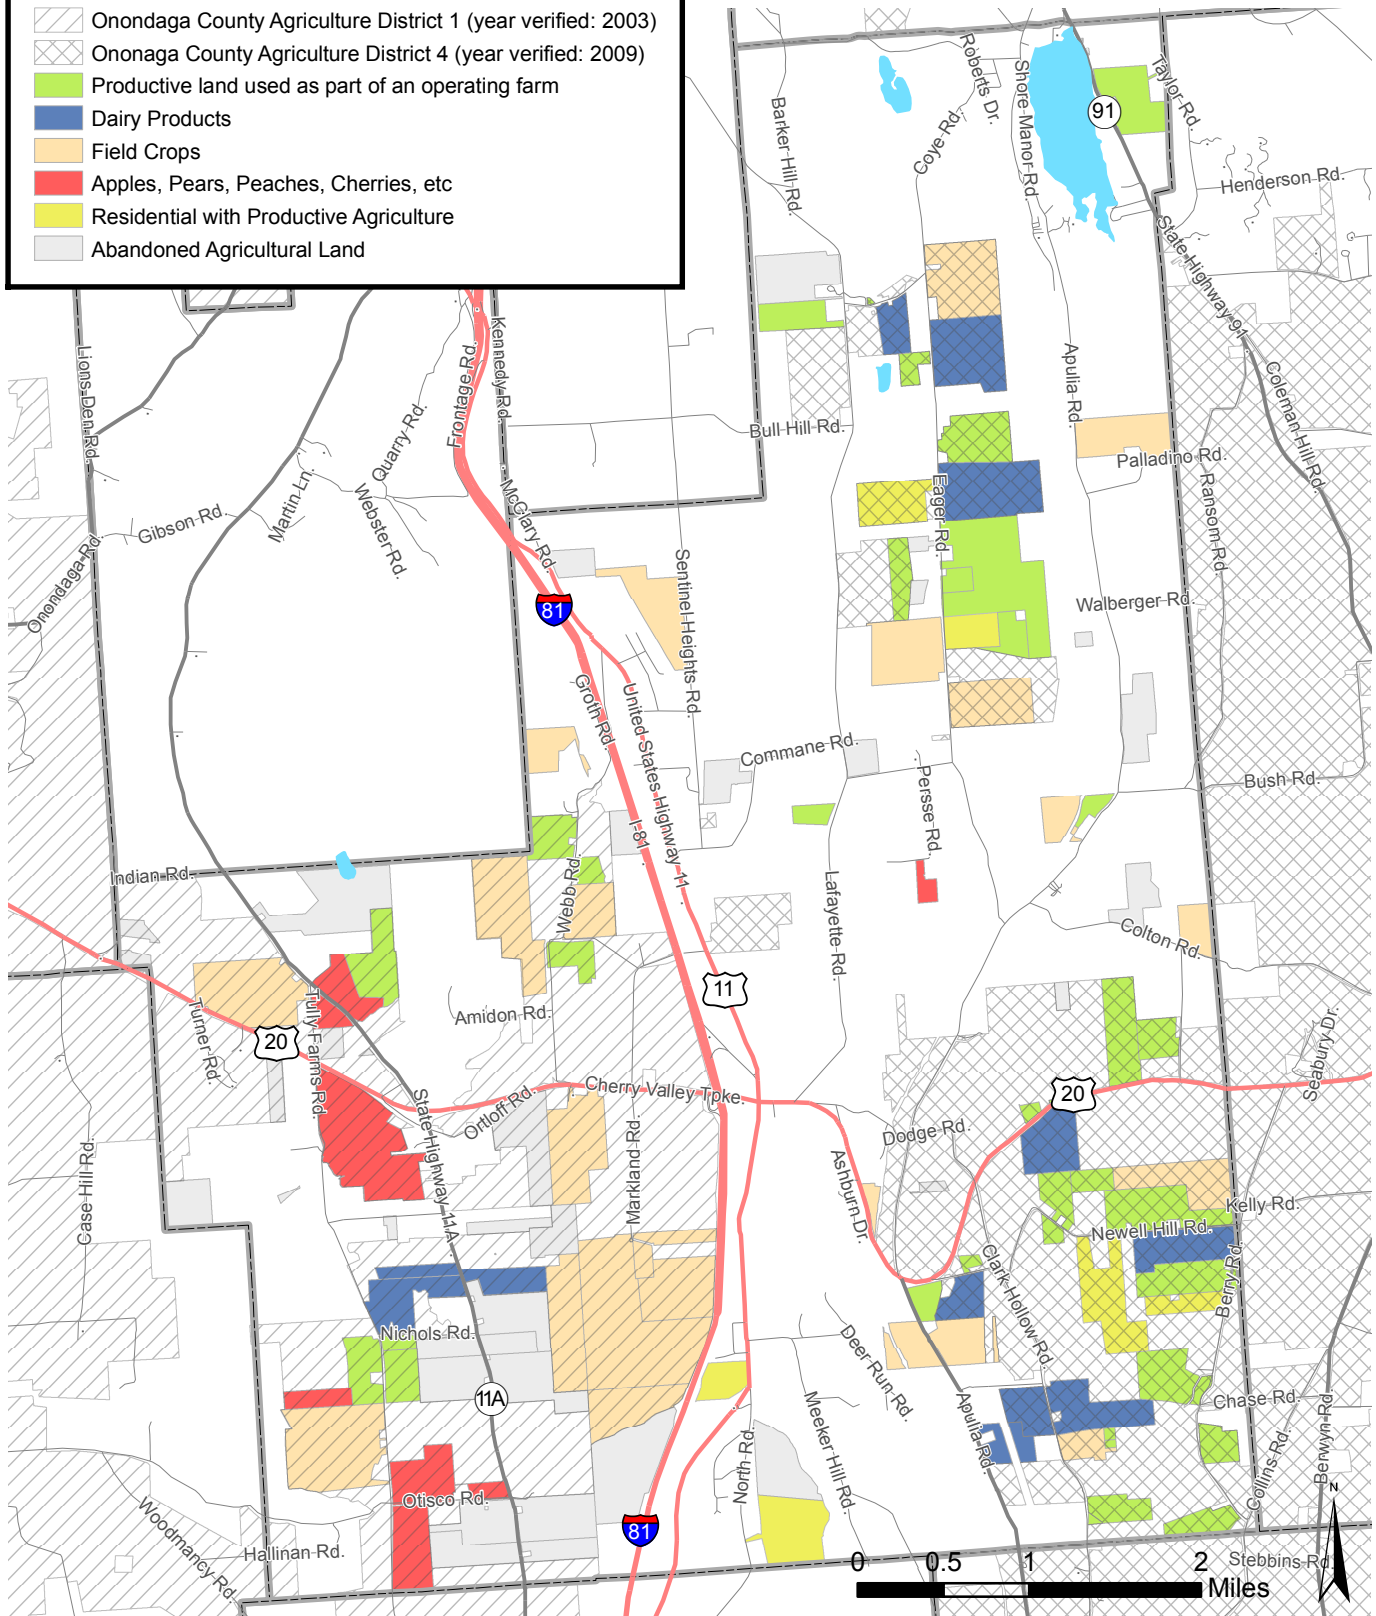 Onondaga County Agriculture District 1 (year verified: 2003)
Ononaga County Agriculture District 4 (year verified: 2009)
Productive land used as part of an operating farm
Dairy Products
Field Crops
Apples, Pears, Peaches, Cherries, etc
Residential with Productive Agriculture
Abandoned Agricultural Land
Roberts Dr.
Shore Manor Rd.
Taylor Rd.
91
Barker Hill Rd.
Coye Rd.
Henderson Rd.
State Highway 91
Lions Den Rd.
Frontage Rd.
Kennedy Rd.
Apulia Rd.
Coleman Hill Rd.
Quarry Rd.
Bull Hill Rd.
Palladino Rd.
Martin Ln.
Webster Rd.
McClary Rd.
Eager Rd.
Ransom Rd.
Gibson Rd.
Onondaga Rd.
Sentinel Heights Rd.
81
Walberger Rd.
Groth Rd.
United States Highway 11
Commane Rd.
Persse Rd.
Bush Rd.
I-81
Indian Rd.
Webb Rd.
Lafayette Rd.
Colton Rd.
11
Turner Rd.
Tully Farms Rd.
Amidon Rd.
20
Seabury Dr.
Cherry Valley Tpke.
20
Ortloff Rd.
State Highway 11A
Markland Rd.
Dodge Rd.
Ashburn Dr.
Case Hill Rd.
Kelly Rd.
Newell Hill Rd.
Clark Hollow Rd.
Berry Rd.
Nichols Rd.
Deer Run Rd.
11A
Meeker Hill Rd.
Apulia Rd.
Chase Rd.
North Rd.
Collins Rd.
Berwyn Rd.
Otisco Rd.
Woodmancy Rd.
Hallinan Rd.
81
N
0 0.5 1 2
Miles
Stebbins Rd